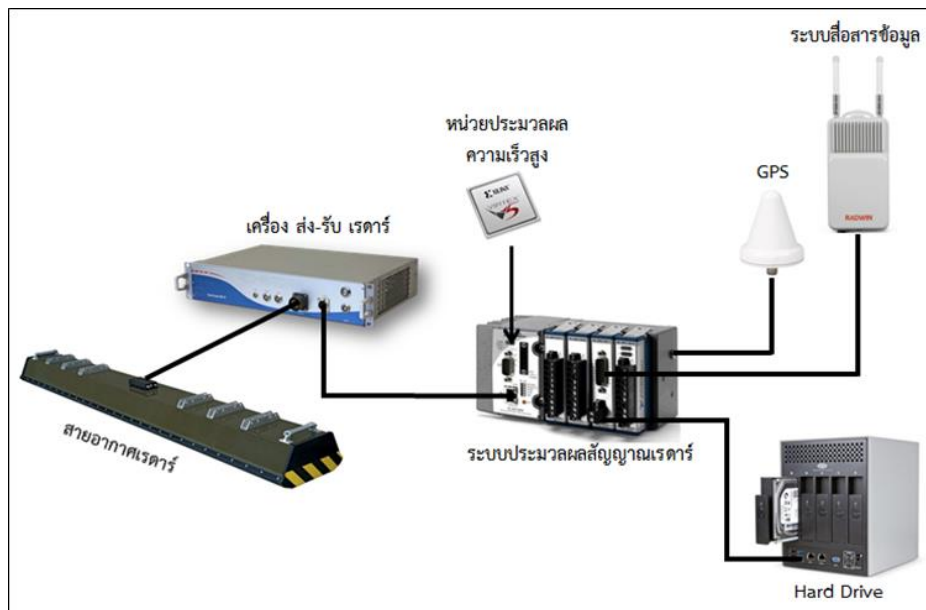 ระบบสื่อสารข้อมูล
หน่วยประมวลผล
ความเร็วสูง
GPS
XILINX
VIRTEX
5
RADWIN
เครื่อง ส่ง-รับ เรดาร์
สายอากาศเรดาร์
ระบบประมวลผลสัญญาณเรดาร์
Hard Drive